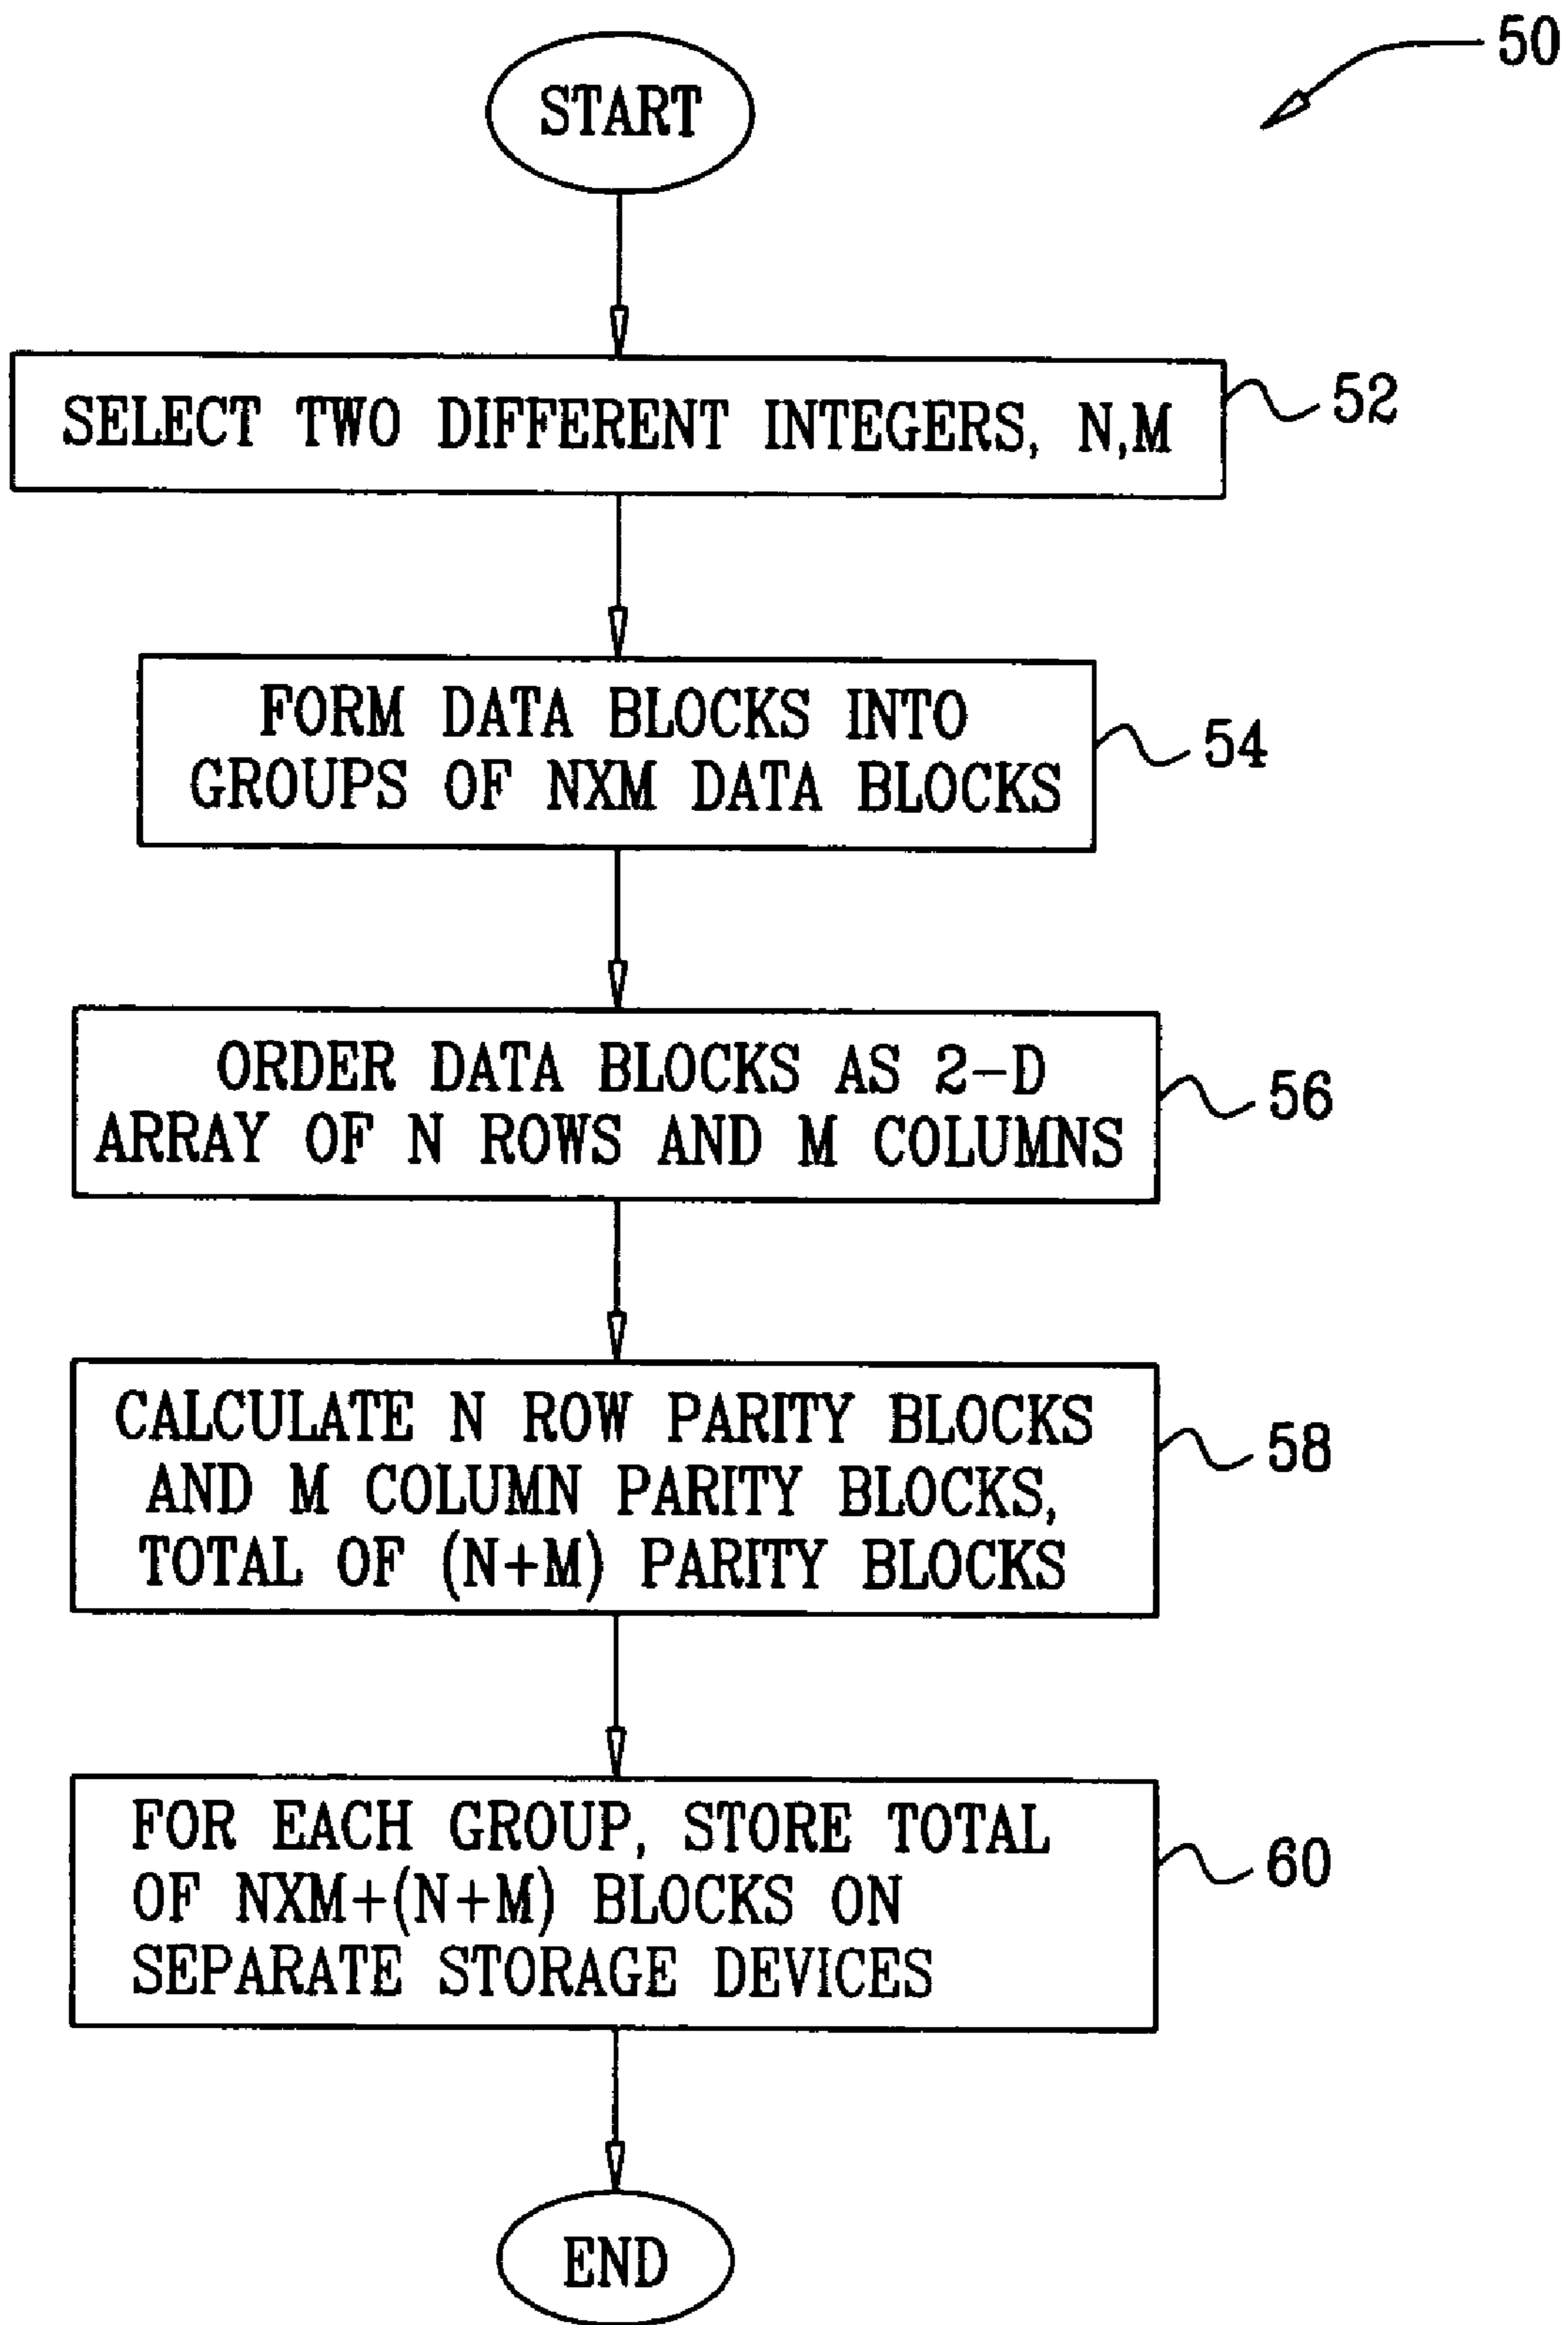 50
START
SELECT TWO DIFFERENT INTEGERS, N,M
52
FORM DATA BLOCKS INTO
GROUPS OF NXM DATA BLOCKS
54
ORDER DATA BLOCKS AS 2-D
ARRAY OF N ROWS AND M COLUMNS
56
CALCULATE N ROW PARITY BLOCKS
AND M COLUMN PARITY BLOCKS,
TOTAL OF (N+M) PARITY BLOCKS
58
FOR EACH GROUP, STORE TOTAL
OF NXM+(N+M) BLOCKS ON
SEPARATE STORAGE DEVICES
60
END